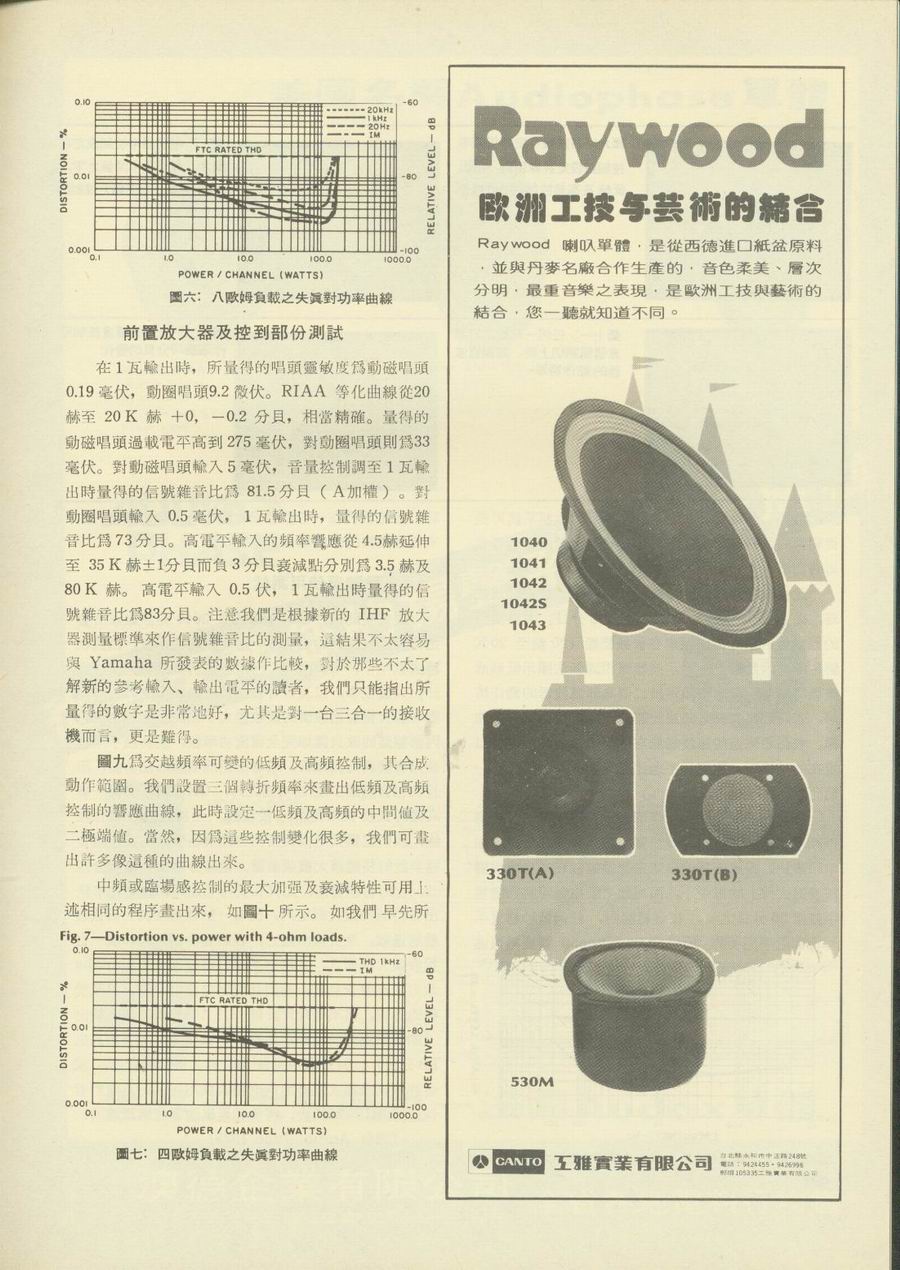 0.10
0.01
0.001
DISTORTION — %
-60
-80
-100
RELATIVE LEVEL — dB
20kHz
1kHz
20Hz
IM
FTC RATED THD
0.1 1.0 10.0 100.0 1000.0
POWER / CHANNEL (WATTS)
圖六：八歐姆負載之失眞對功率曲線
前置放大器及控到部份測試
在1瓦輸出時，所量得的唱頭靈敏度爲動磁唱頭
0.19 毫伏，動圈唱頭9.2 微伏。RIAA 等化曲線從20
赫至 20 K 赫 +0, −0.2 分貝，相當精確。量得的
動磁唱頭過載電平高到 275 毫伏，對動圈唱頭則爲33
毫伏。對動磁唱頭輸入 5 毫伏，音量控制調至 1 瓦輸
出時量得的信號雜音比爲 81.5 分貝（A加權）。對
動圈唱頭輸入 0.5 毫伏，1 瓦輸出時，量得的信號雜
音比爲 73 分貝。高電平輸入的頻率響應從 4.5赫延伸
至 35 K 赫±1分貝而負 3 分貝衰減點分別爲 3.5 赫及
80 K 赫。高電平輸入 0.5 伏，1 瓦輸出時量得的信
號雜音比爲83分貝。注意我們是根據新的 IHF 放大
器測量標準來作信號雜音比的測量，這結果不太容易
與 Yamaha 所發表的數據作比較，對於那些不太了
解新的參考輸入、輸出電平的讀者，我們只能指出所
量得的數字是非常地好，尤其是對一台三合一的接收
機而言，更是難得。
圖九爲交越頻率可變的低頻及高頻控制，其合成
動作範圍。我們設置三個轉折頻率來畫出低頻及高頻
控制的響應曲線，此時設定一低頻及高頻的中間値及
二極端値。當然，因爲這些控制變化很多，我們可畫
出許多像這種的曲線出來。
中頻或臨場感控制的最大加强及衰減特性可用上
述相同的程序畫出來，如圖十所示。如我們早先所
Fig. 7—Distortion vs. power with 4-ohm loads.
0.10
0.01
0.001
DISTORTION — %
-60
-80
-100
RELATIVE LEVEL — dB
THD 1kHz
IM
FTC RATED THD
0.1 1.0 10.0 100.0 1000.0
POWER / CHANNEL (WATTS)
圖七：四歐姆負載之失眞對功率曲線
Raywood
欧洲工技与芸術的結合
Raywood 喇叭單體．是從西德進口紙盆原料
．並與丹麥名廠合作生產的．音色柔美、層次
分明．最重音樂之表現．是歐洲工技與藝術的
結合．您一聽就知道不同。
1040
1041
1042
1042S
1043
330T(A)
330T(B)
530M
CANTO 工雅實業有限公司
台北縣永和市中正路248號
電話：9424455・9426998
郵撥105335工雅實業有限公司